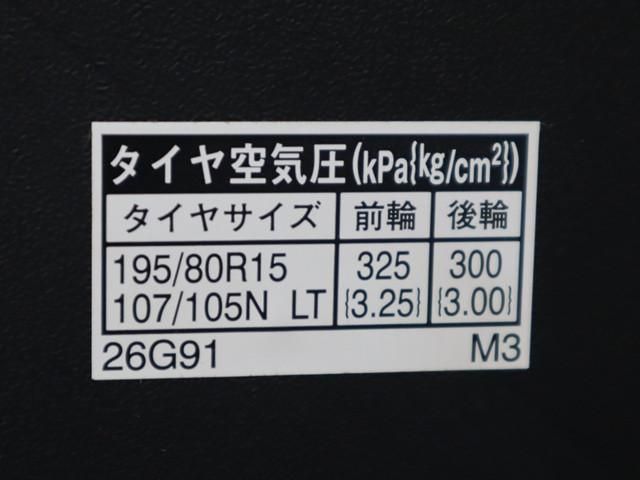 タイヤ空気圧(kPa{kg/cm²})
タイヤサイズ 前輪 後輪
195/80R15 325 300
107/105N LT {3.25} {3.00}
26G91 M3